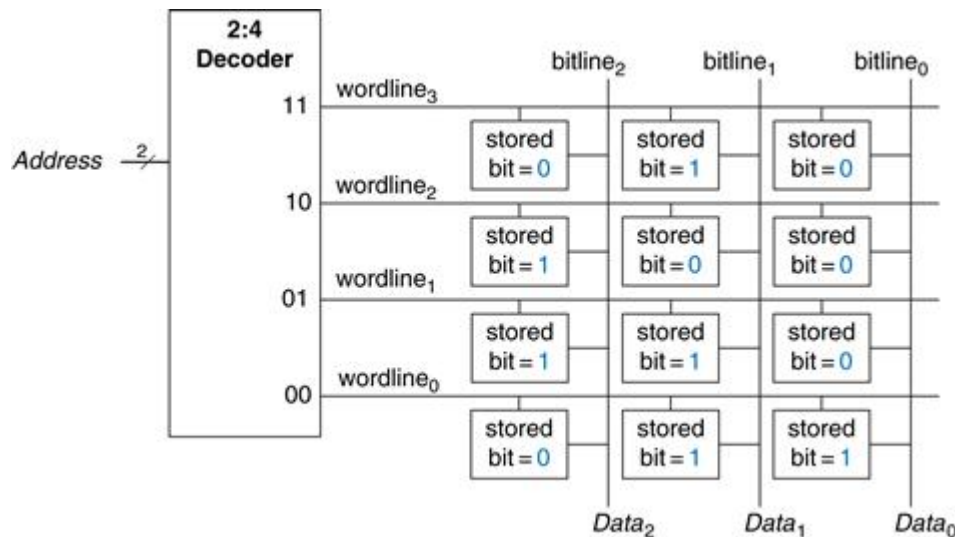 2:4
Decoder
bitline₂ bitline₁ bitline₀
11 wordline₃
Address 2
stored stored stored
bit = 0 bit = 1 bit = 0
10 wordline₂
stored stored stored
bit = 1 bit = 0 bit = 0
01 wordline₁
stored stored stored
bit = 1 bit = 1 bit = 0
00 wordline₀
stored stored stored
bit = 0 bit = 1 bit = 1
Data₂ Data₁ Data₀